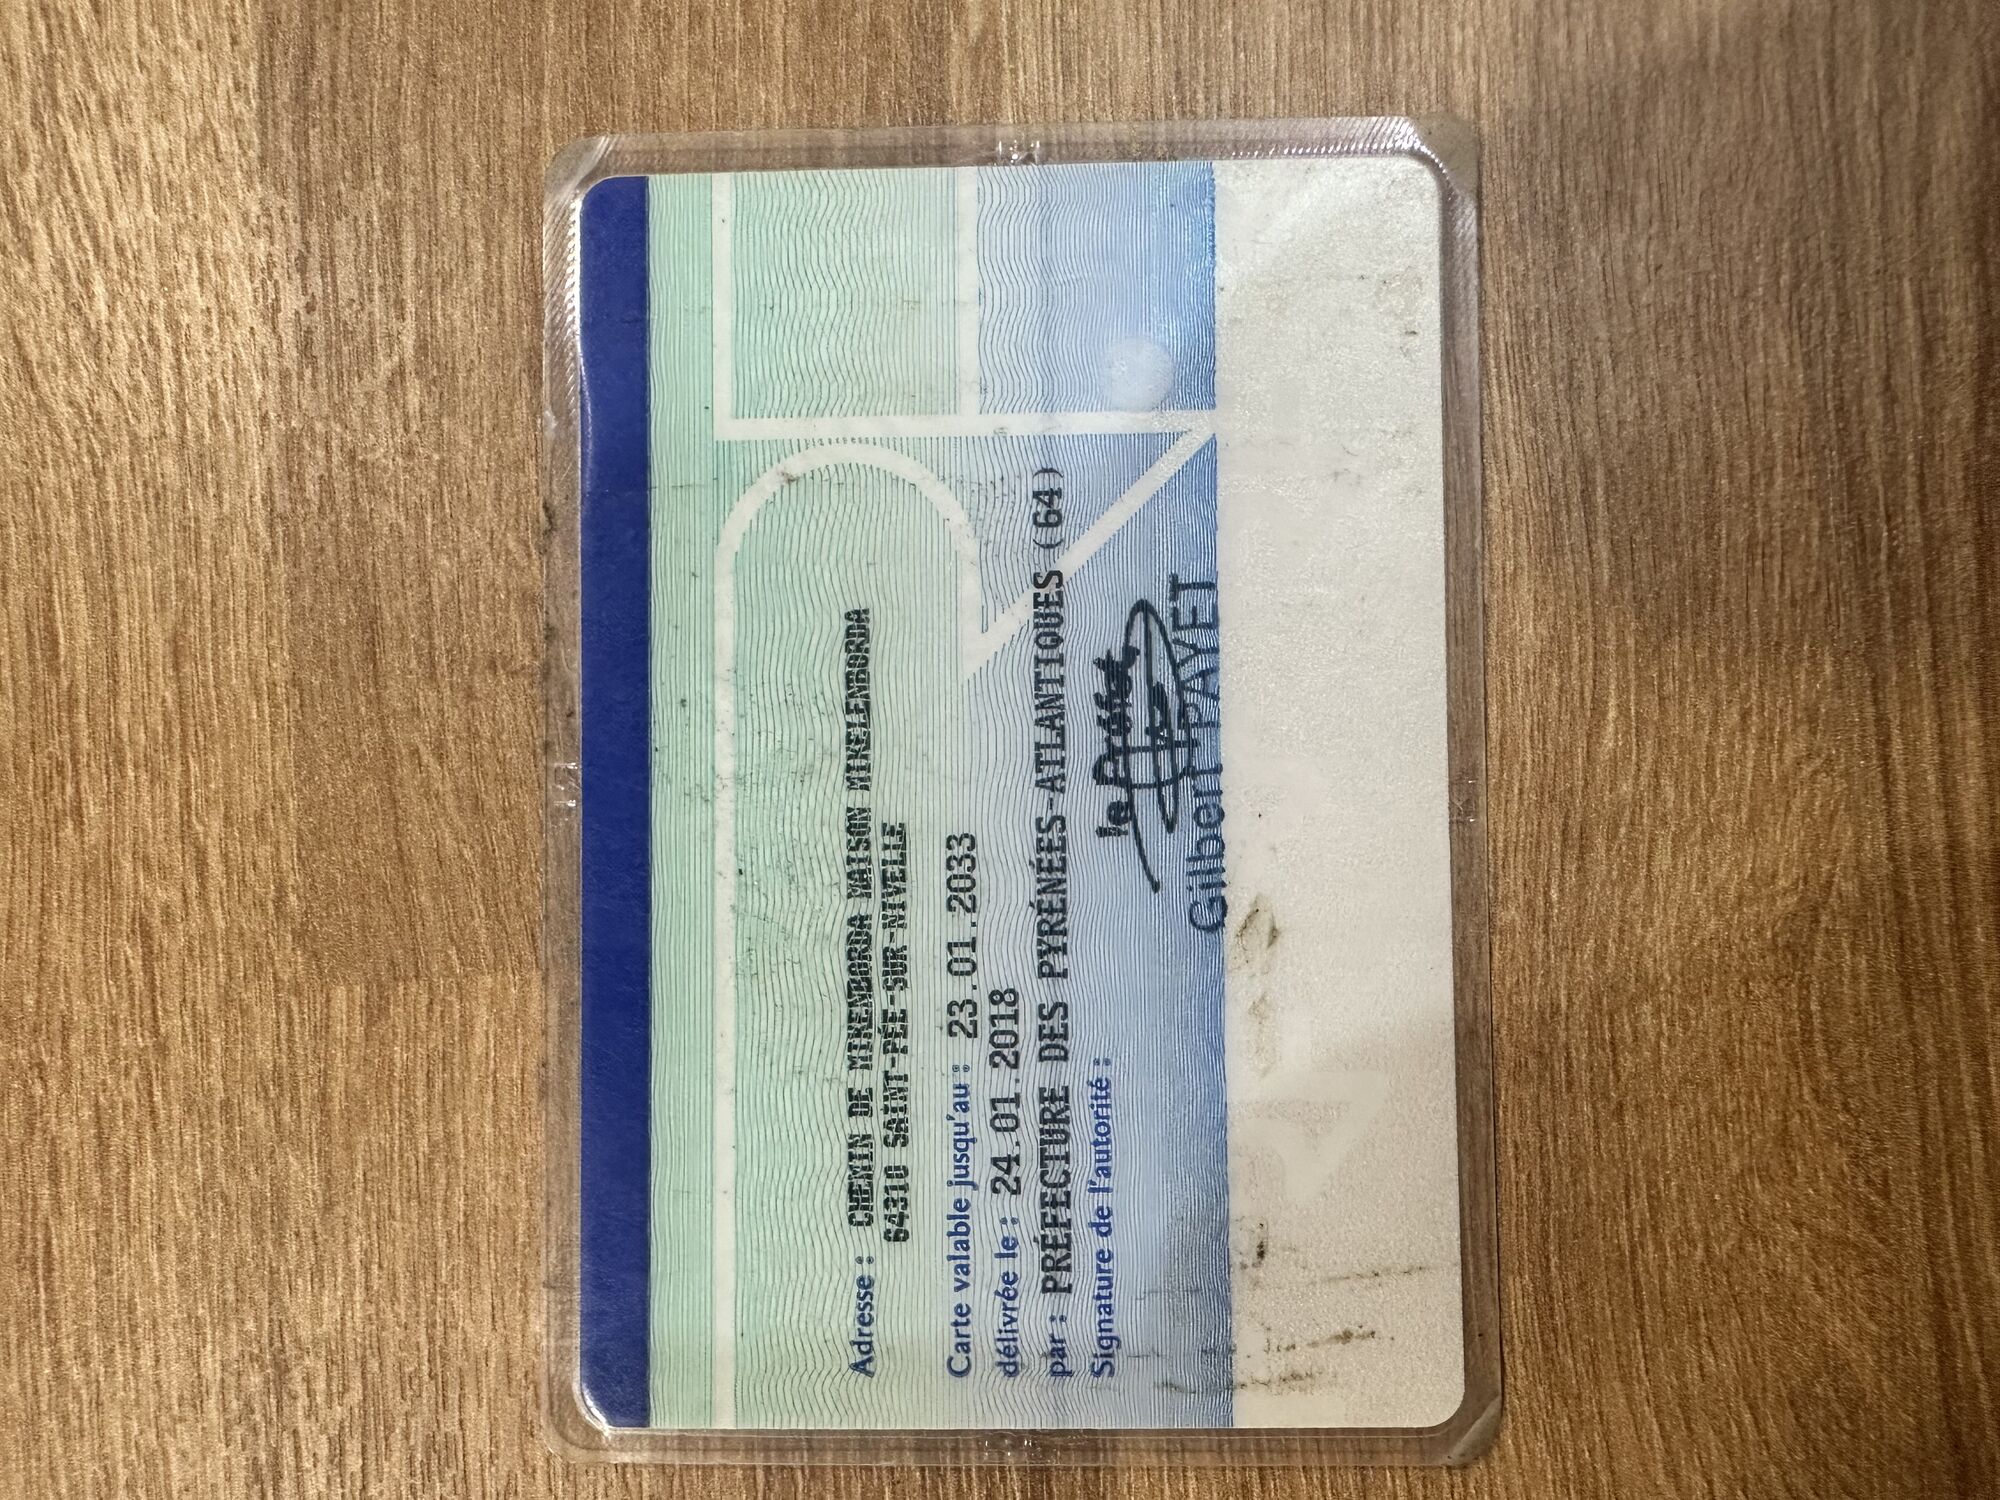 Adresse : CHEMIN DE MIRENBORDA MAISON MIKELENBORDA
64310 SAINT-PÉE-SUR-NIVELLE
Carte valable jusqu'au : 23.01.2033
délivrée le : 24.01.2018
par : PRÉFECTURE DES PYRÉNÉES-ATLANTIQUES (64)
Signature de l'autorité :
le Préfet
Gilbert PAYET